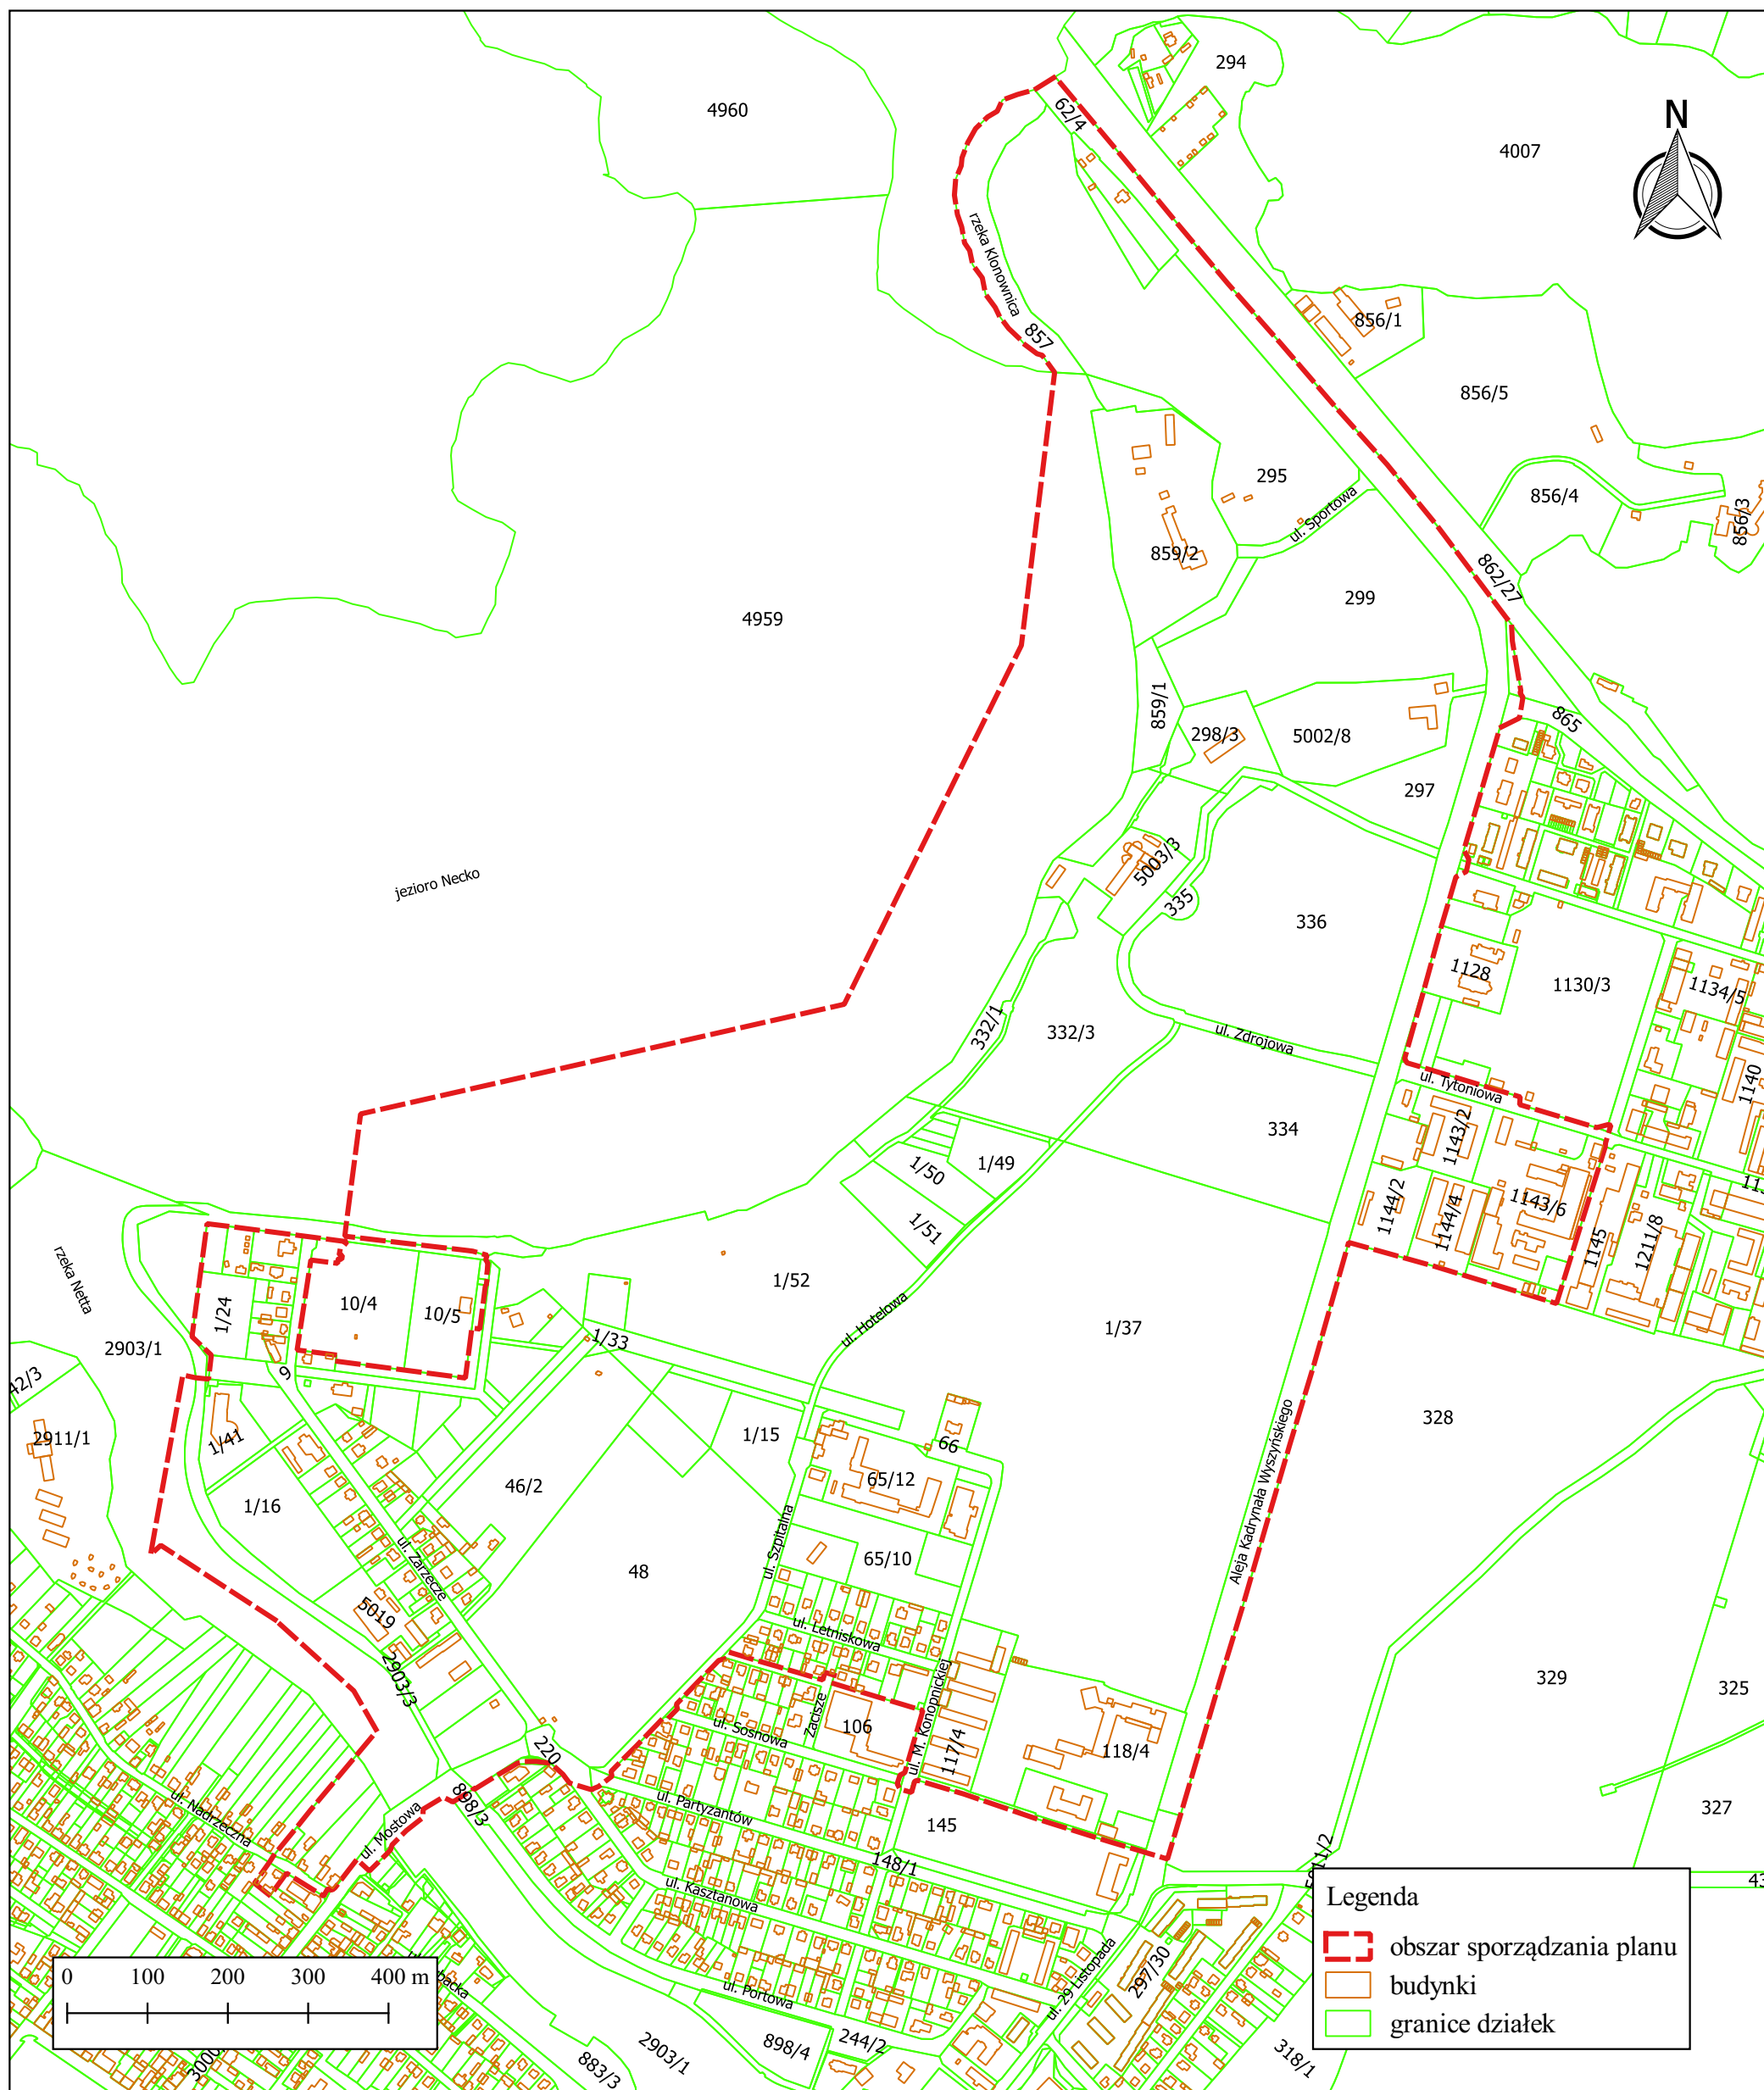 294
4960
62/4
N
4007
rzeka Klonownica
857
856/1
856/5
295
856/4
856/3
ul. Sportowa
859/2
862/27
299
4959
859/1
298/3
5002/8
865
297
5003/3
jezioro Necko
335
336
1128
1130/3
1134/5
332/1
332/3
ul. Zdrojowa
ul. Tytoniowa
1140
334
1143/2
1/49
1/50
1/51
1144/2
1144/4
1143/6
1145
1211/8
rzeka Netta
1/52
10/4
10/5
1/24
ul. Hotelowa
1/33
1/37
2903/1
9
42/3
328
2911/1
1/41
1/15
66
65/12
46/2
1/16
Aleja Kadrynała Wyszyńskiego
ul. Szpitalna
65/10
48
ul. Zarzecze
5019
ul. Letniskowa
2903/3
329
325
ul. M. Konopnickiej
Zacisze
106
ul. Sosnowa
220
117/4
118/4
898/3
ul. Partyzantów
ul. Nadrzeczna
ul. Mostowa
327
145
148/1
ul. Kasztanowa
Legenda
obszar sporządzania planu
budynki
granice działek
297/30
ul. 29 Listopada
0 100 200 300 400 m
ul. Portowa
898/4
244/2
2903/1
883/3
318/1